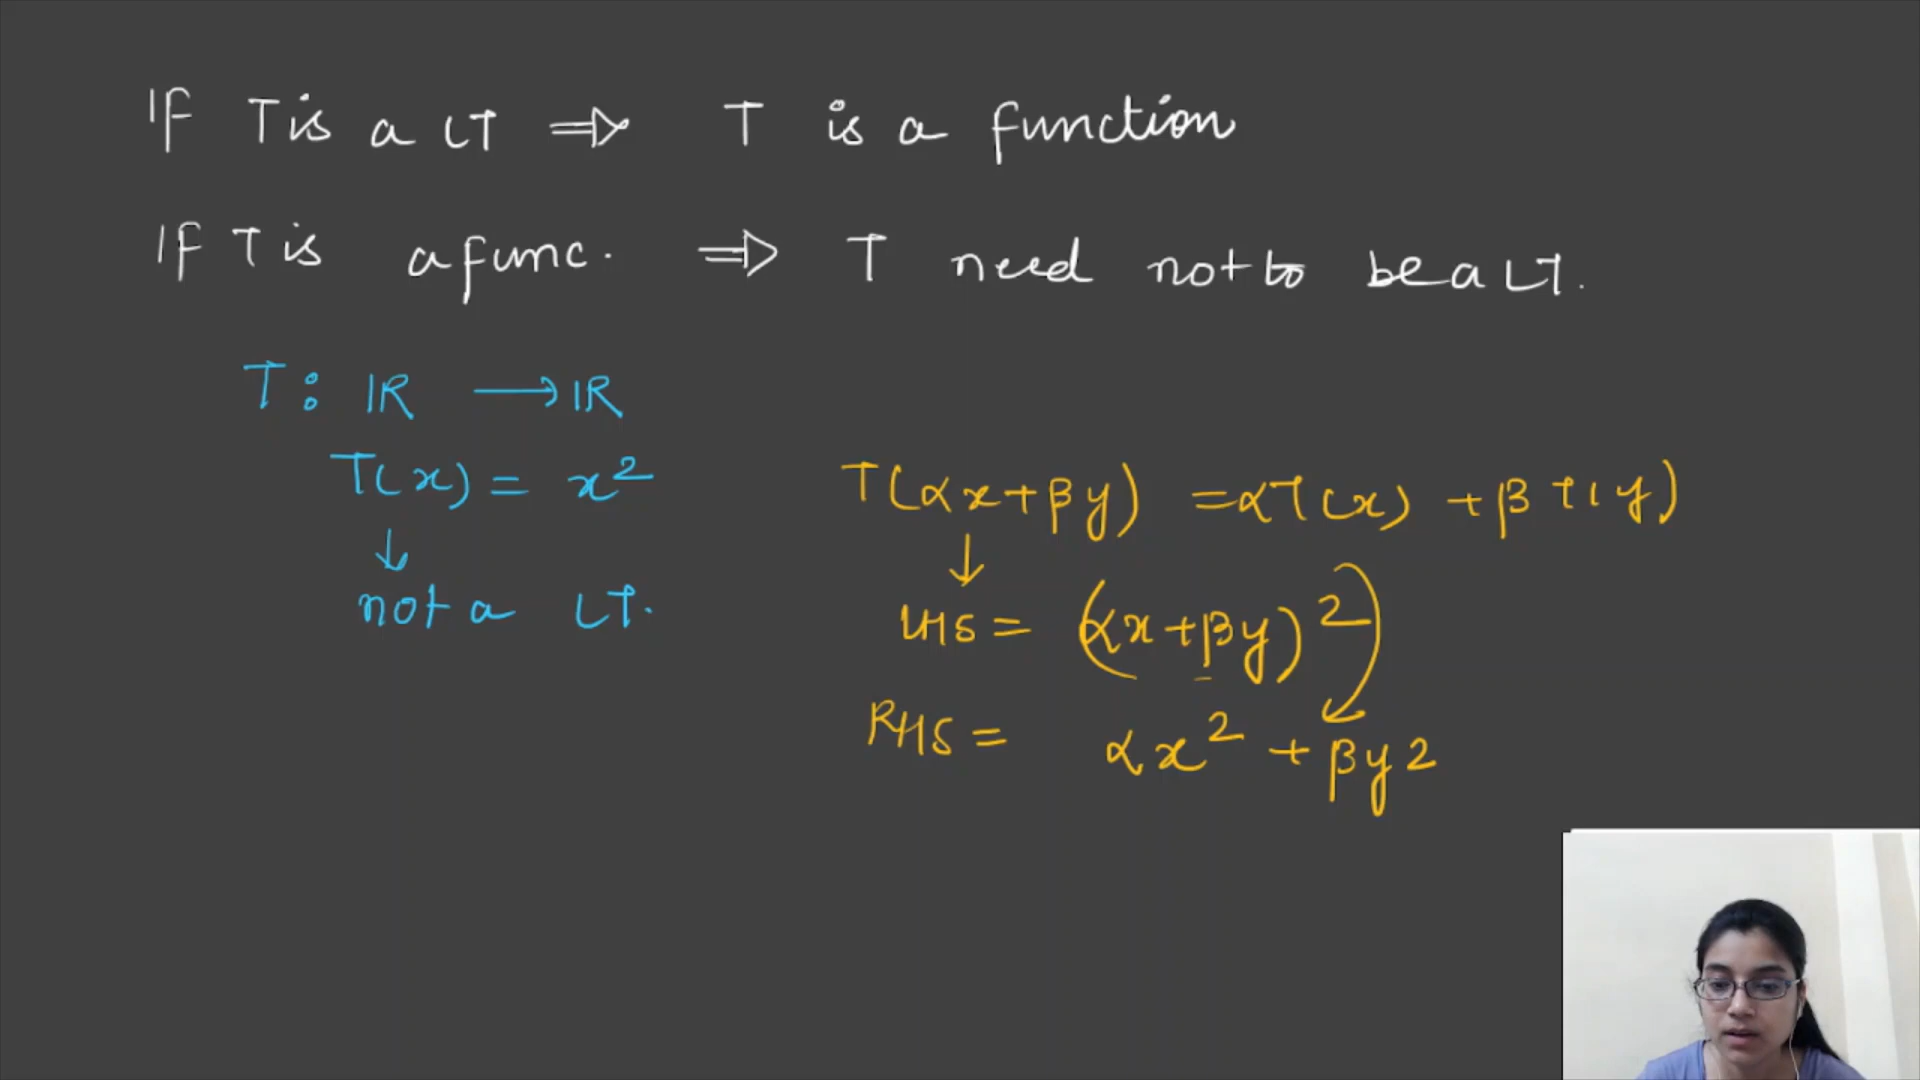 If T is a LT ⇒ T is a function
If T is a func. ⇒ T need not to be a LT.
T: ℝ → ℝ
T(x) = x²
↓
not a LT.
T(αx+βy) = αT(x) + βT(y)
↓
LHS = (αx+βy)²
RHS = αx² + βy2